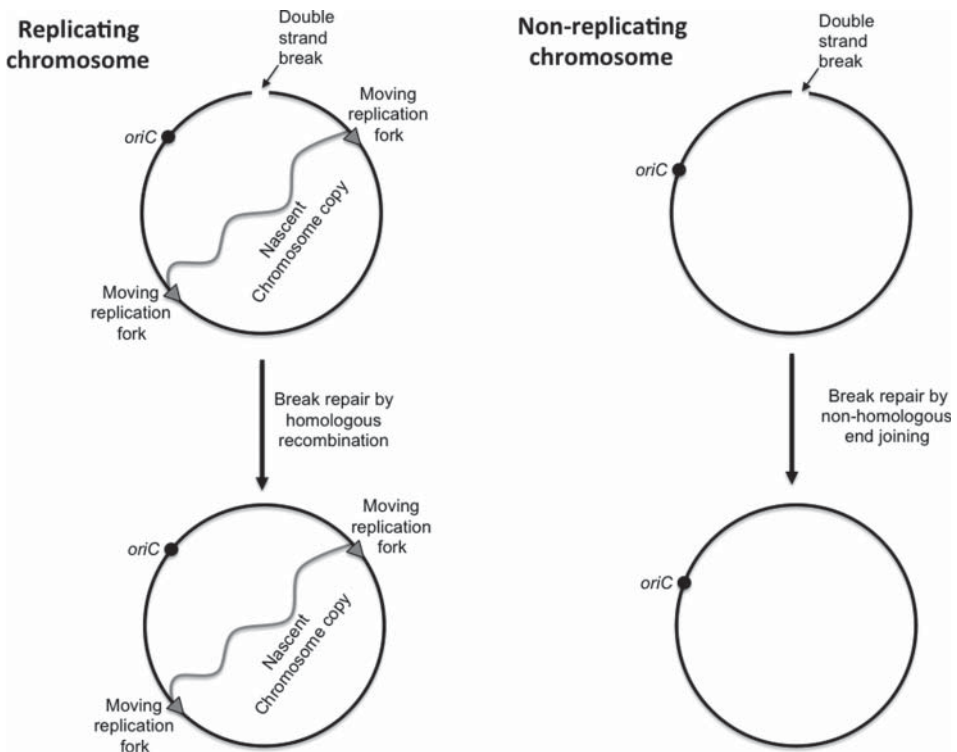 Replicating
chromosome
Double
strand
break
Moving
replication
fork
oriC
Nascent
Chromosome copy
Moving
replication
fork
Break repair by
homologous
recombination
Moving
replication
fork
oriC
Nascent
Chromosome copy
Moving
replication
fork
Non-replicating
chromosome
Double
strand
break
oriC
Break repair by
non-homologous
end joining
oriC